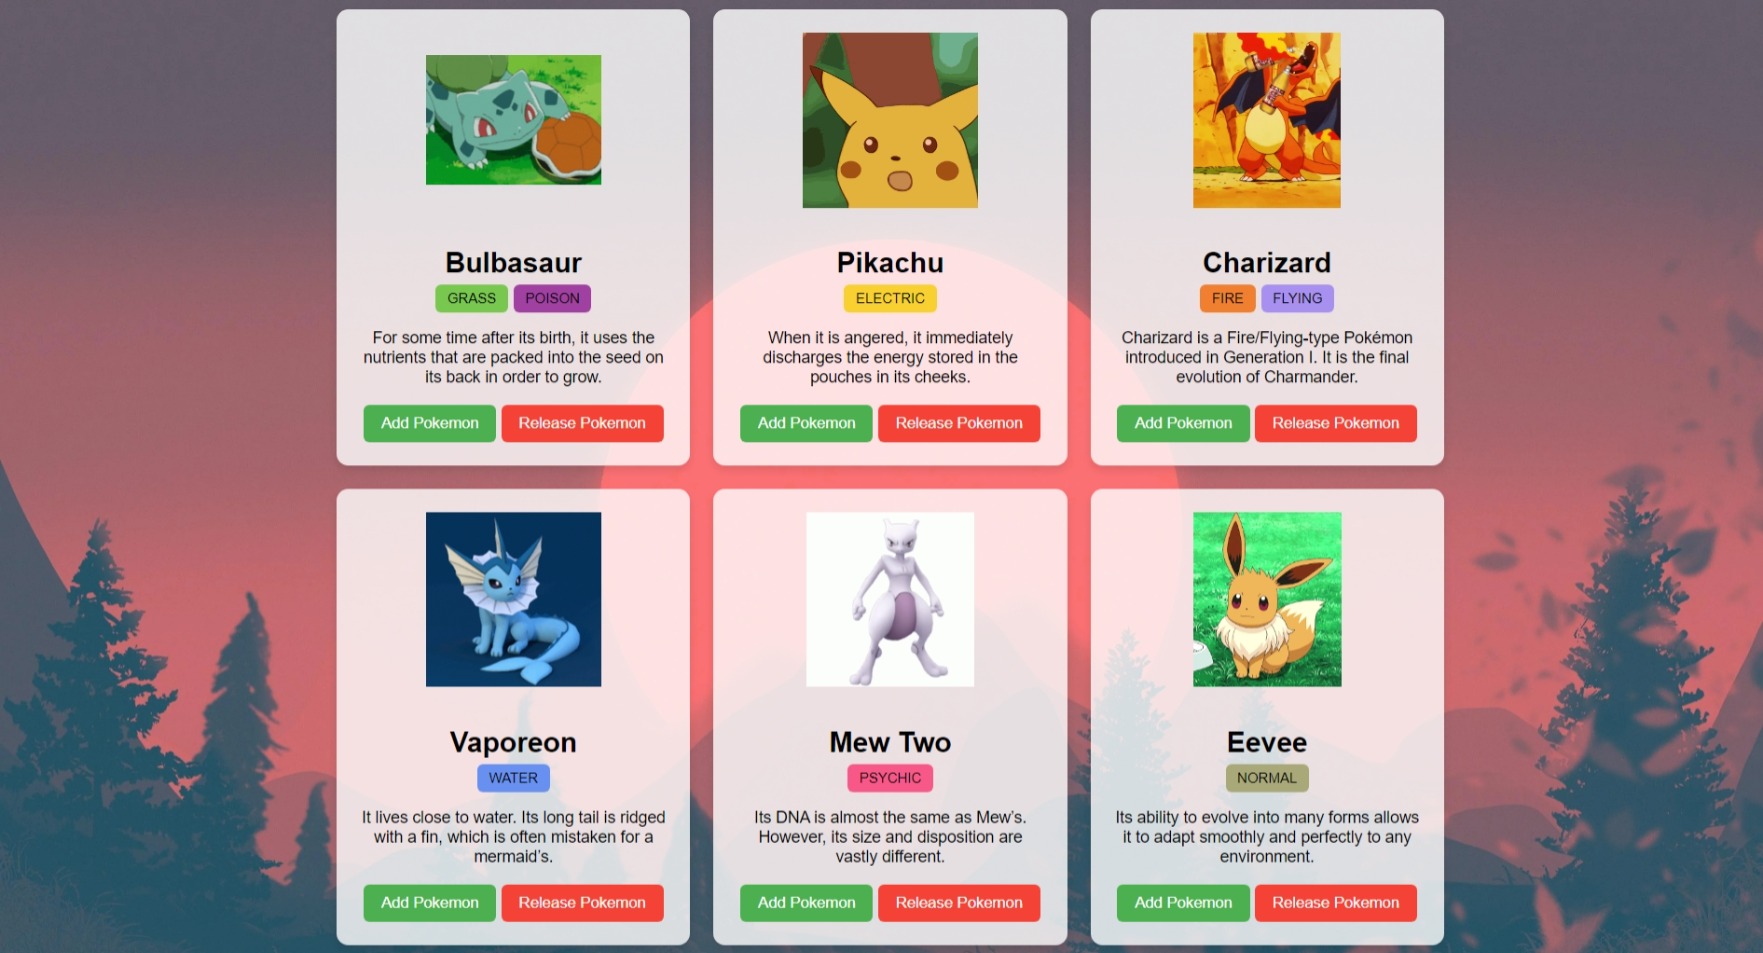 Bulbasaur
GRASS POISON
For some time after its birth, it uses the
nutrients that are packed into the seed on
its back in order to grow.
Add Pokemon Release Pokemon
Pikachu
ELECTRIC
When it is angered, it immediately
discharges the energy stored in the
pouches in its cheeks.
Add Pokemon Release Pokemon
Charizard
FIRE FLYING
Charizard is a Fire/Flying-type Pokémon
introduced in Generation I. It is the final
evolution of Charmander.
Add Pokemon Release Pokemon
Vaporeon
WATER
It lives close to water. Its long tail is ridged
with a fin, which is often mistaken for a
mermaid’s.
Add Pokemon Release Pokemon
Mew Two
PSYCHIC
Its DNA is almost the same as Mew’s.
However, its size and disposition are
vastly different.
Add Pokemon Release Pokemon
Eevee
NORMAL
Its ability to evolve into many forms allows
it to adapt smoothly and perfectly to any
environment.
Add Pokemon Release Pokemon